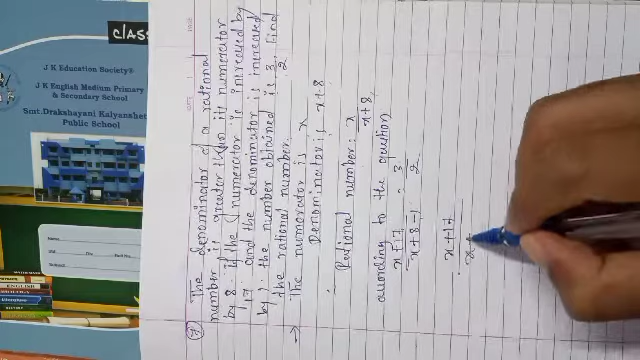 CLASS
J K Education Society®
J K English Medium Primary
& Secondary School
Smt. Drakshayani Kalyanshet
Public School
ENGLISH
7) The denominator of a rational
number is greater than it numerator
by 8 if the numerator is increased by
17 and the denominator is increased
by 1 the number obtained is 3/2 find
the rational number.
→ The numerator is x
Denominator is x+8
∴ Rational number: x/x+8
according to the question
x+17/x+8-1 = 3/2
x+17
x+